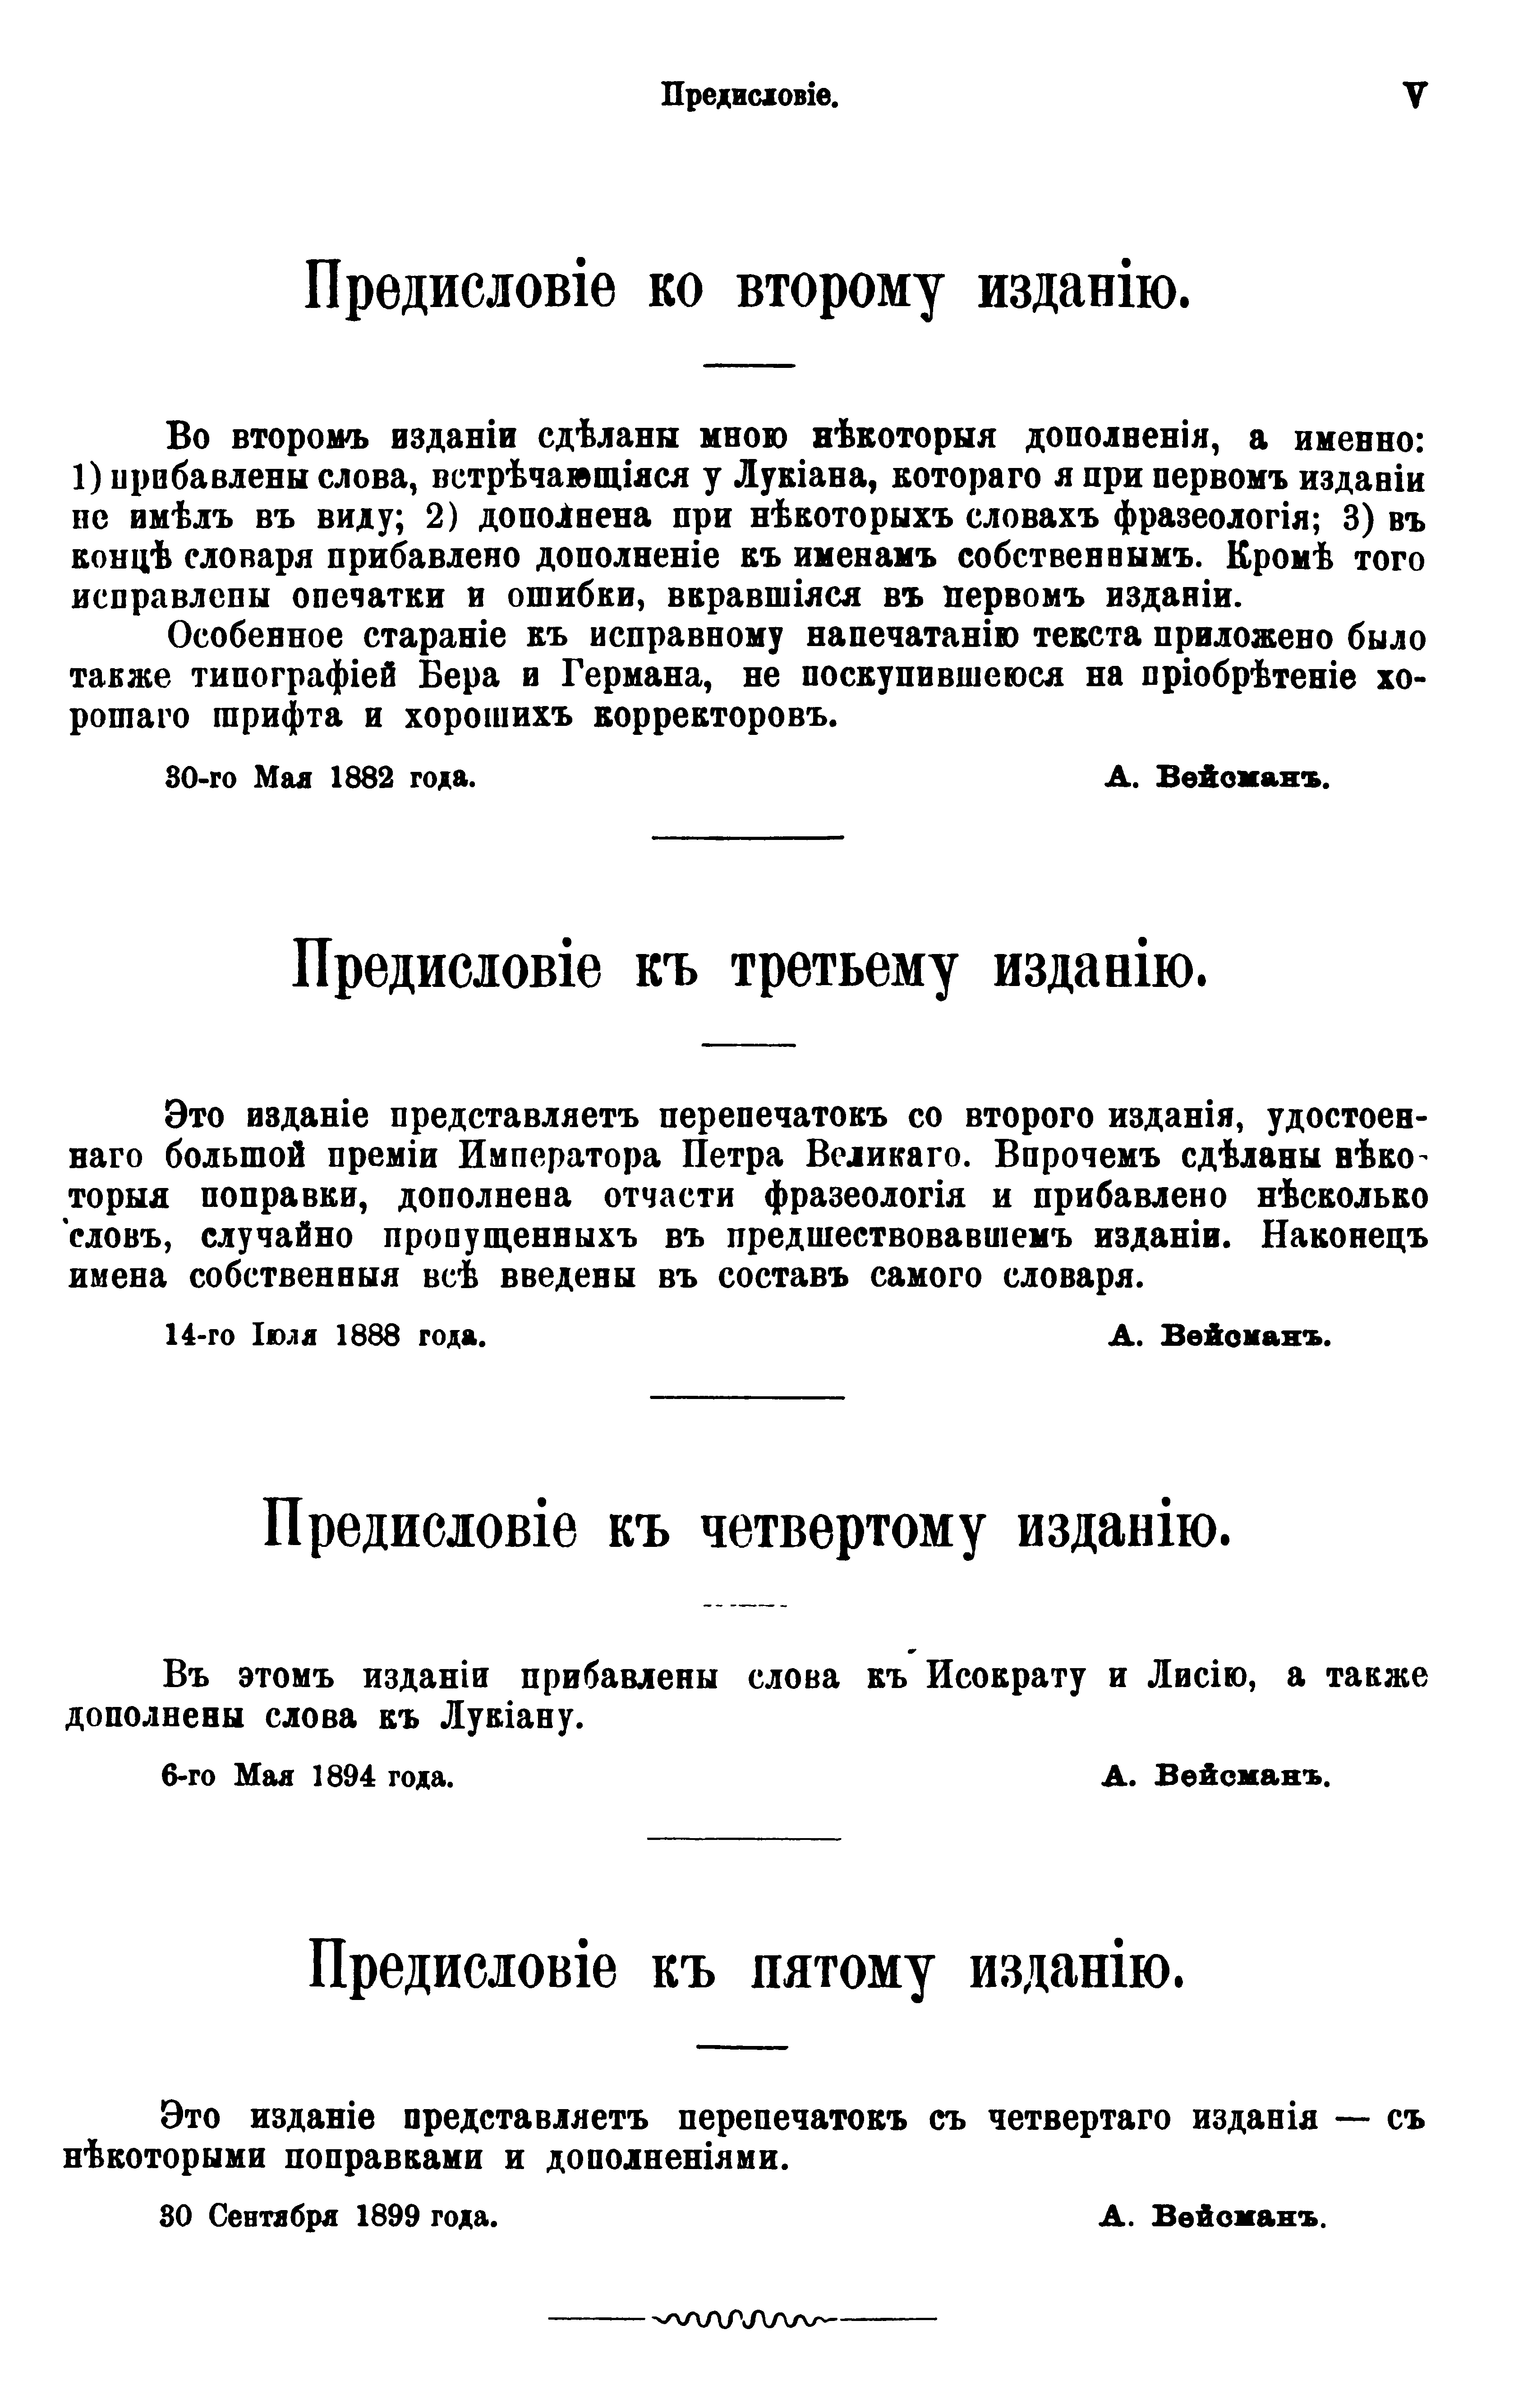 Предисловіе. V
Предисловіе ко второму изданію.
Во второмъ изданіи сдѣланы мною нѣкоторыя дополненія, а именно:
1) прибавлены слова, встрѣчающіяся у Лукіана, котораго я при первомъ изданіи
не имѣлъ въ виду; 2) дополнена при нѣкоторыхъ словахъ фразеологія; 3) въ
концѣ словаря прибавлено дополненіе къ именамъ собственнымъ. Кромѣ того
исправлены опечатки и ошибки, вкравшіяся въ первомъ изданіи.
Особенное стараніе къ исправному напечатанію текста приложено было
также типографіей Бера и Германа, не поскупившеюся на пріобрѣтеніе хо-
рошаго шрифта и хорошихъ корректоровъ.
30-го Мая 1882 года. А. Вейсманъ.
Предисловіе къ третьему изданію.
Это изданіе представляетъ перепечатокъ со второго изданія, удостоен-
наго большой преміи Императора Петра Великаго. Впрочемъ сдѣланы нѣко-
торыя поправки, дополнена отчасти фразеологія и прибавлено нѣсколько
словъ, случайно пропущенныхъ въ предшествовавшемъ изданіи. Наконецъ
имена собственныя всѣ введены въ составъ самого словаря.
14-го Іюля 1888 года. А. Вейсманъ.
Предисловіе къ четвертому изданію.
Въ этомъ изданіи прибавлены слова къ Исократу и Лисію, а также
дополнены слова къ Лукіану.
6-го Мая 1894 года. А. Вейсманъ.
Предисловіе къ пятому изданію.
Это изданіе представляетъ перепечатокъ съ четвертаго изданія — съ
нѣкоторыми поправками и дополненіями.
30 Сентября 1899 года. А. Вейсманъ.